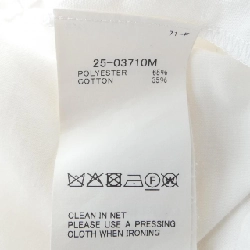 25-03710M
POLYESTER 65%
COTTON 35%
CLEAN IN NET
PLEASE USE A PRESSING
CLOTH WHEN IRONING